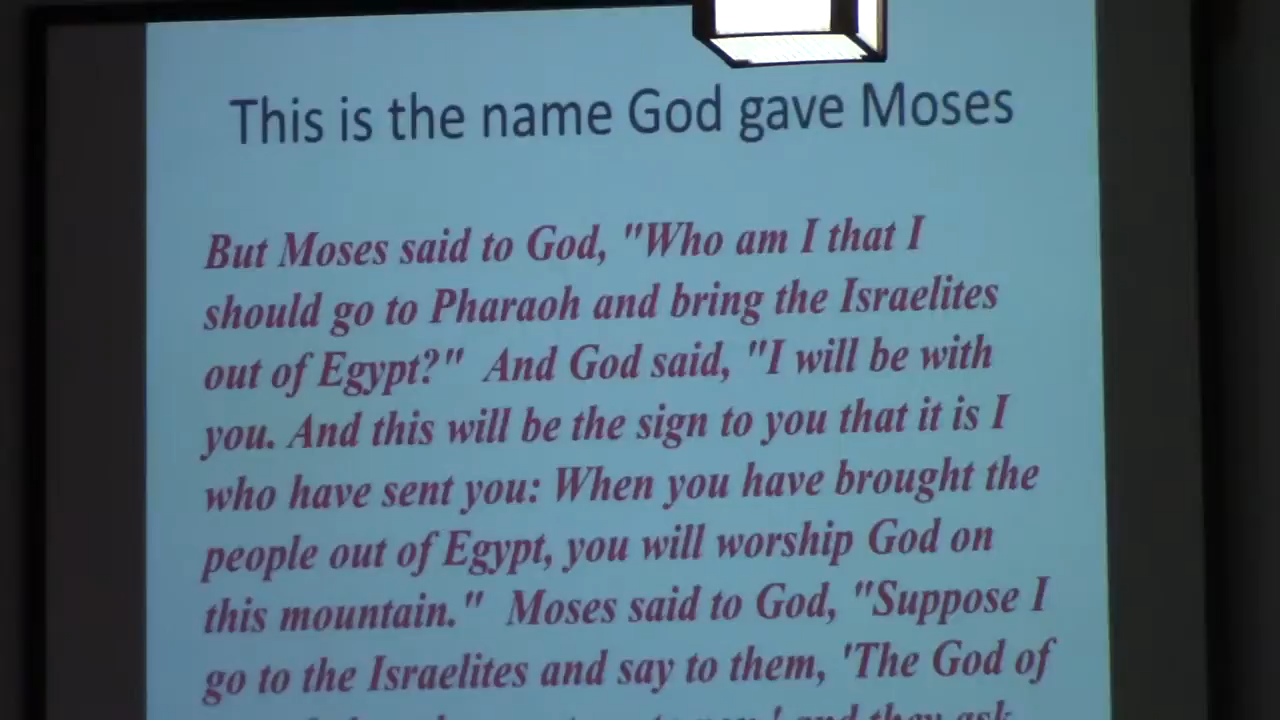 This is the name God gave Moses
But Moses said to God, "Who am I that I
should go to Pharaoh and bring the Israelites
out of Egypt?" And God said, "I will be with
you. And this will be the sign to you that it is I
who have sent you: When you have brought the
people out of Egypt, you will worship God on
this mountain." Moses said to God, "Suppose I
go to the Israelites and say to them, 'The God of
and they ask